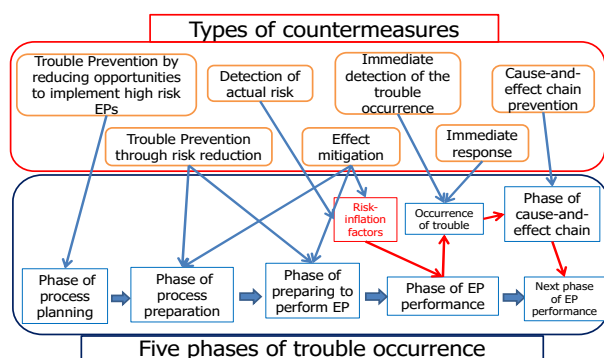 Types of countermeasures
Trouble Prevention by
reducing opportunities
to implement high risk
EPs
Detection of
actual risk
Immediate
detection of the
trouble
occurrence
Cause-and-
effect chain
prevention
Trouble Prevention
through risk reduction
Effect
mitigation
Immediate
response
Risk-
inflation
factors
Occurrence
of trouble
Phase of
cause-and-
effect chain
Phase of
process
planning
Phase of
process
preparation
Phase of
preparing to
perform EP
Phase of EP
performance
Next phase
of EP
performance
Five phases of trouble occurrence